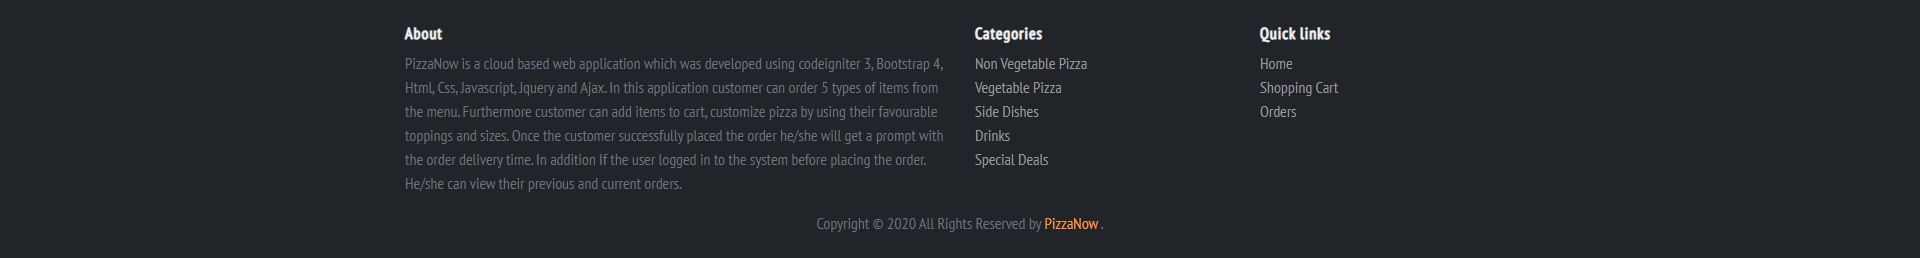 About
PizzaNow is a cloud based web application which was developed using codeigniter 3, Bootstrap 4,
Html, Css, Javascript, Jquery and Ajax. In this application customer can order 5 types of items from
the menu. Furthermore customer can add items to cart, customize pizza by using their favourable
toppings and sizes. Once the customer successfully placed the order he/she will get a prompt with
the order delivery time. In addition If the user logged in to the system before placing the order.
He/she can view their previous and current orders.
Categories
Non Vegetable Pizza
Vegetable Pizza
Side Dishes
Drinks
Special Deals
Quick links
Home
Shopping Cart
Orders
Copyright © 2020 All Rights Reserved by PizzaNow .